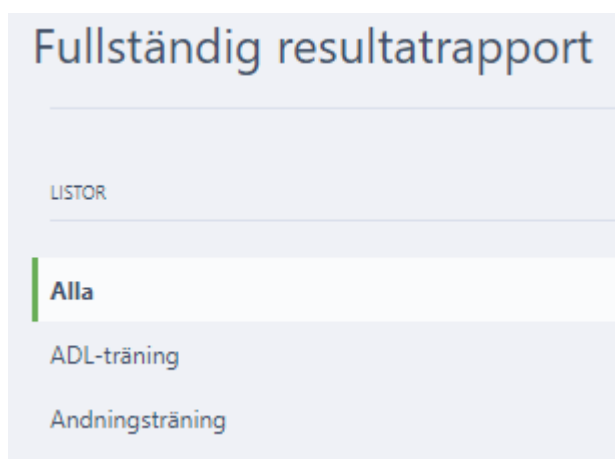 Fullständig resultatrapport
LISTOR
Alla
ADL-träning
Andningsträning